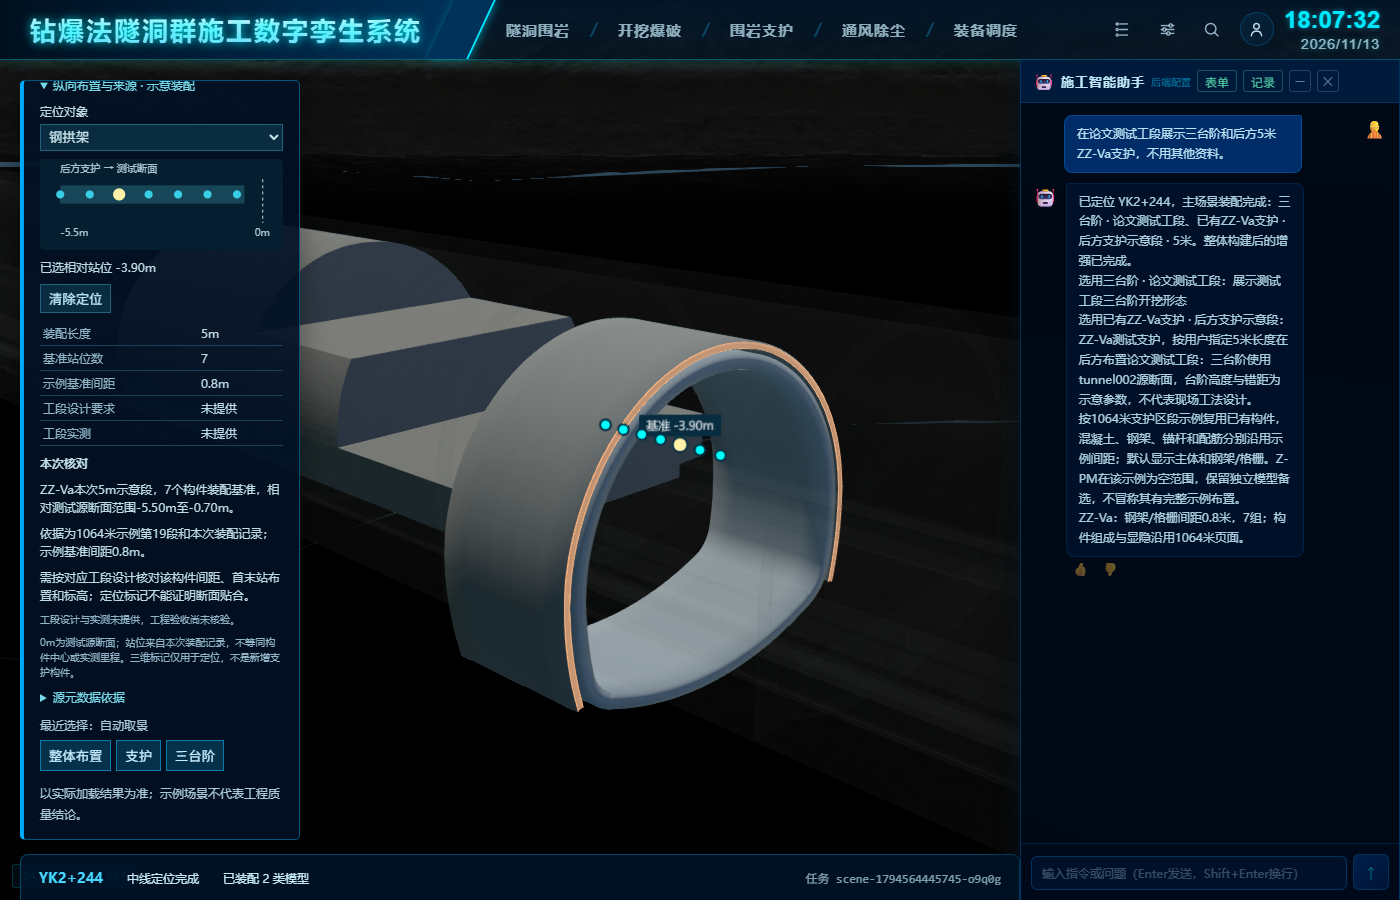 钻爆法隧洞群施工数字孪生系统
隧洞围岩 / 开挖爆破 / 围岩支护 / 通风除尘 / 装备调度
18:07:32
2026/11/13
▼ 纵向布置与来源 · 示意装配
定位对象
钢拱架
后方支护 → 测试断面
-5.5m 0m
已选相对站位 -3.90m
清除定位
装配长度 5m
基准站位数 7
示例基准间距 0.8m
工段设计要求 未提供
工段实测 未提供
本次核对
ZZ-Va本次5m示意段，7个构件装配基准，相
对测试源断面范围-5.50m至-0.70m。
依据为1064米示例第19段和本次装配记录；
示例基准间距0.8m。
需按对应工段设计核对该构件间距、首末站布
置和标高；定位标记不能证明断面贴合。
工段设计与实测未提供，工程验收尚未核验。
0m为测试源断面；站位来自本次装配记录，不等同构
件中心或实测里程。三维标记仅用于定位，不是新增支
护构件。
▶ 源元数据依据
最近选择：自动取景
整体布置 支护 三台阶
以实际加载结果为准；示例场景不代表工程质
量结论。
基准 -3.90m
YK2+244 中线定位完成 已装配 2 类模型
任务 scene-1794564445745-o9q0g
施工智能助手 后端配置 表单 记录
在论文测试工段展示三台阶和后方5米
ZZ-Va支护，不用其他资料。
已定位 YK2+244，主场景装配完成：三
台阶 · 论文测试工段、已有ZZ-Va支护 ·
后方支护示意段 · 5米。整体构建后的增
强已完成。
选用三台阶 · 论文测试工段：展示测试
工段三台阶开挖形态
选用已有ZZ-Va支护 · 后方支护示意段：
ZZ-Va测试支护，按用户指定5米长度在
后方布置论文测试工段：三台阶使用
tunnel002源断面，台阶高度与错距为
示意参数，不代表现场工法设计。
按1064米支护区段示例复用已有构件，
混凝土、钢架、锚杆和配筋分别沿用示
例间距；默认显示主体和钢架/格栅。Z-
PM在该示例为空范围，保留独立模型备
选，不冒称其有完整示例布置。
ZZ-Va：钢架/格栅间距0.8米，7组；构
件组成与显隐沿用1064米页面。
输入指令或问题（Enter发送，Shift+Enter换行）